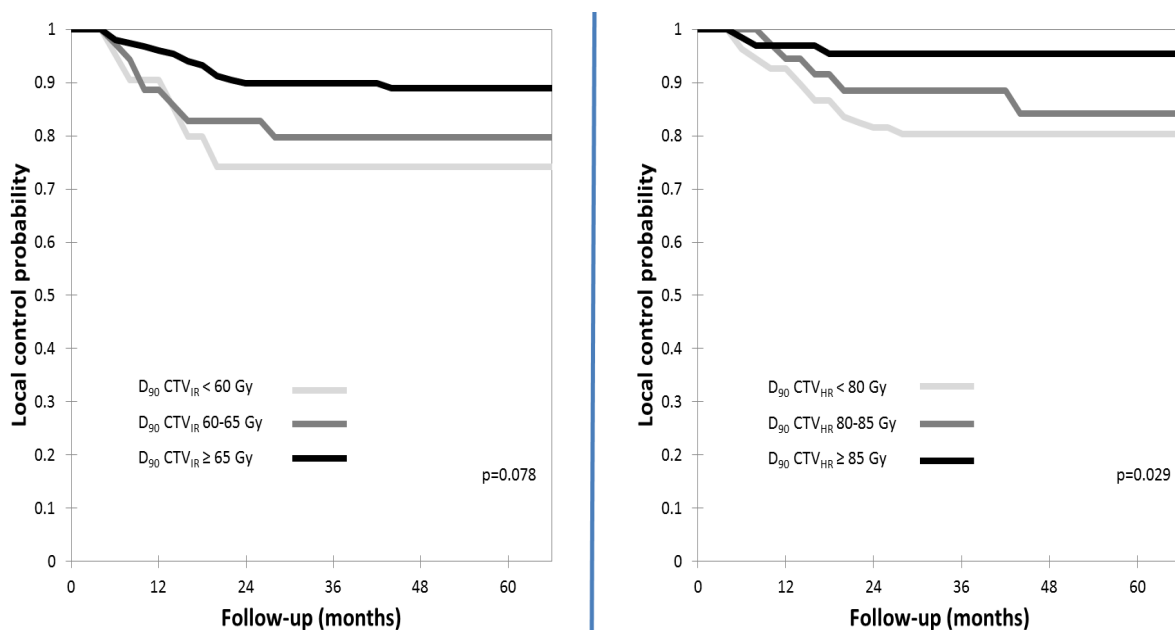 1
0.9
0.8
0.7
0.6
0.5
0.4
0.3
0.2
0.1
0
Local control probability
D90 CTVIR < 60 Gy
D90 CTVIR 60-65 Gy
D90 CTVIR ≥ 65 Gy
p=0.078
0 12 24 36 48 60
Follow-up (months)
1
0.9
0.8
0.7
0.6
0.5
0.4
0.3
0.2
0.1
0
Local control probability
D90 CTVHR < 80 Gy
D90 CTVHR 80-85 Gy
D90 CTVHR ≥ 85 Gy
p=0.029
0 12 24 36 48 60
Follow-up (months)